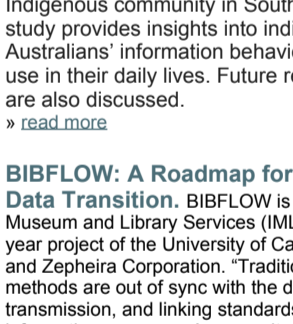 Indigenous community in South
study provides insights into indi
Australians' information behavi
use in their daily lives. Future r
are also discussed.
» read more
BIBFLOW: A Roadmap for
Data Transition. BIBFLOW is
Museum and Library Services (IML
year project of the University of Ca
and Zepheira Corporation. “Traditio
methods are out of sync with the d
transmission, and linking standards